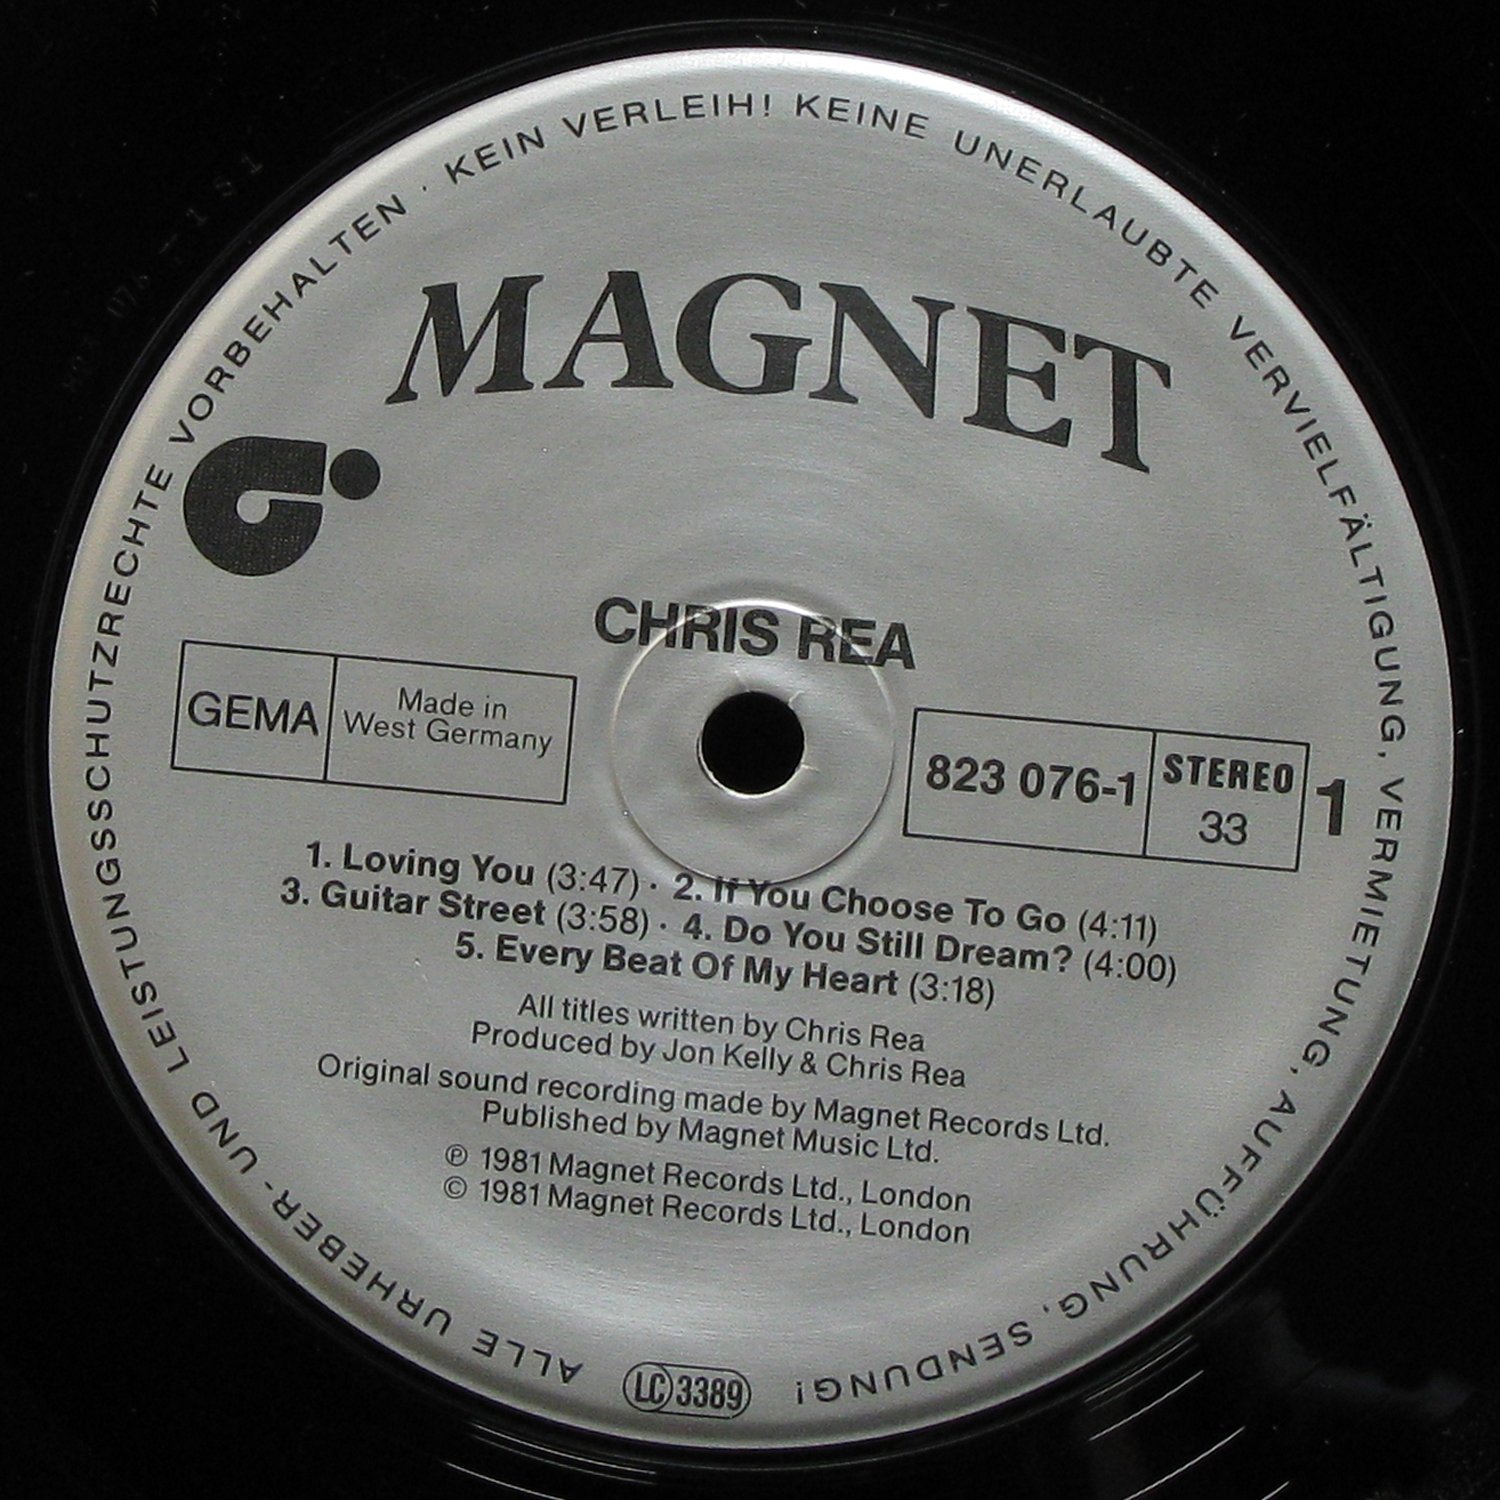 ALLE URHEBER- UND LEISTUNGSSCHUTZRECHTE VORBEHALTEN · KEIN VERLEIH! KEINE UNERLAUBTE VERVIELFÄLTIGUNG, VERMIETUNG, AUFFÜHRUNG, SENDUNG!
MAGNET
CHRIS REA
GEMA
Made in
West Germany
823 076-1
STEREO
33
1
1. Loving You (3:47) · 2. If You Choose To Go (4:11)
3. Guitar Street (3:58) · 4. Do You Still Dream? (4:00)
5. Every Beat Of My Heart (3:18)
All titles written by Chris Rea
Produced by Jon Kelly & Chris Rea
Original sound recording made by Magnet Records Ltd.
Published by Magnet Music Ltd.
℗ 1981 Magnet Records Ltd., London
© 1981 Magnet Records Ltd., London
LC 3389